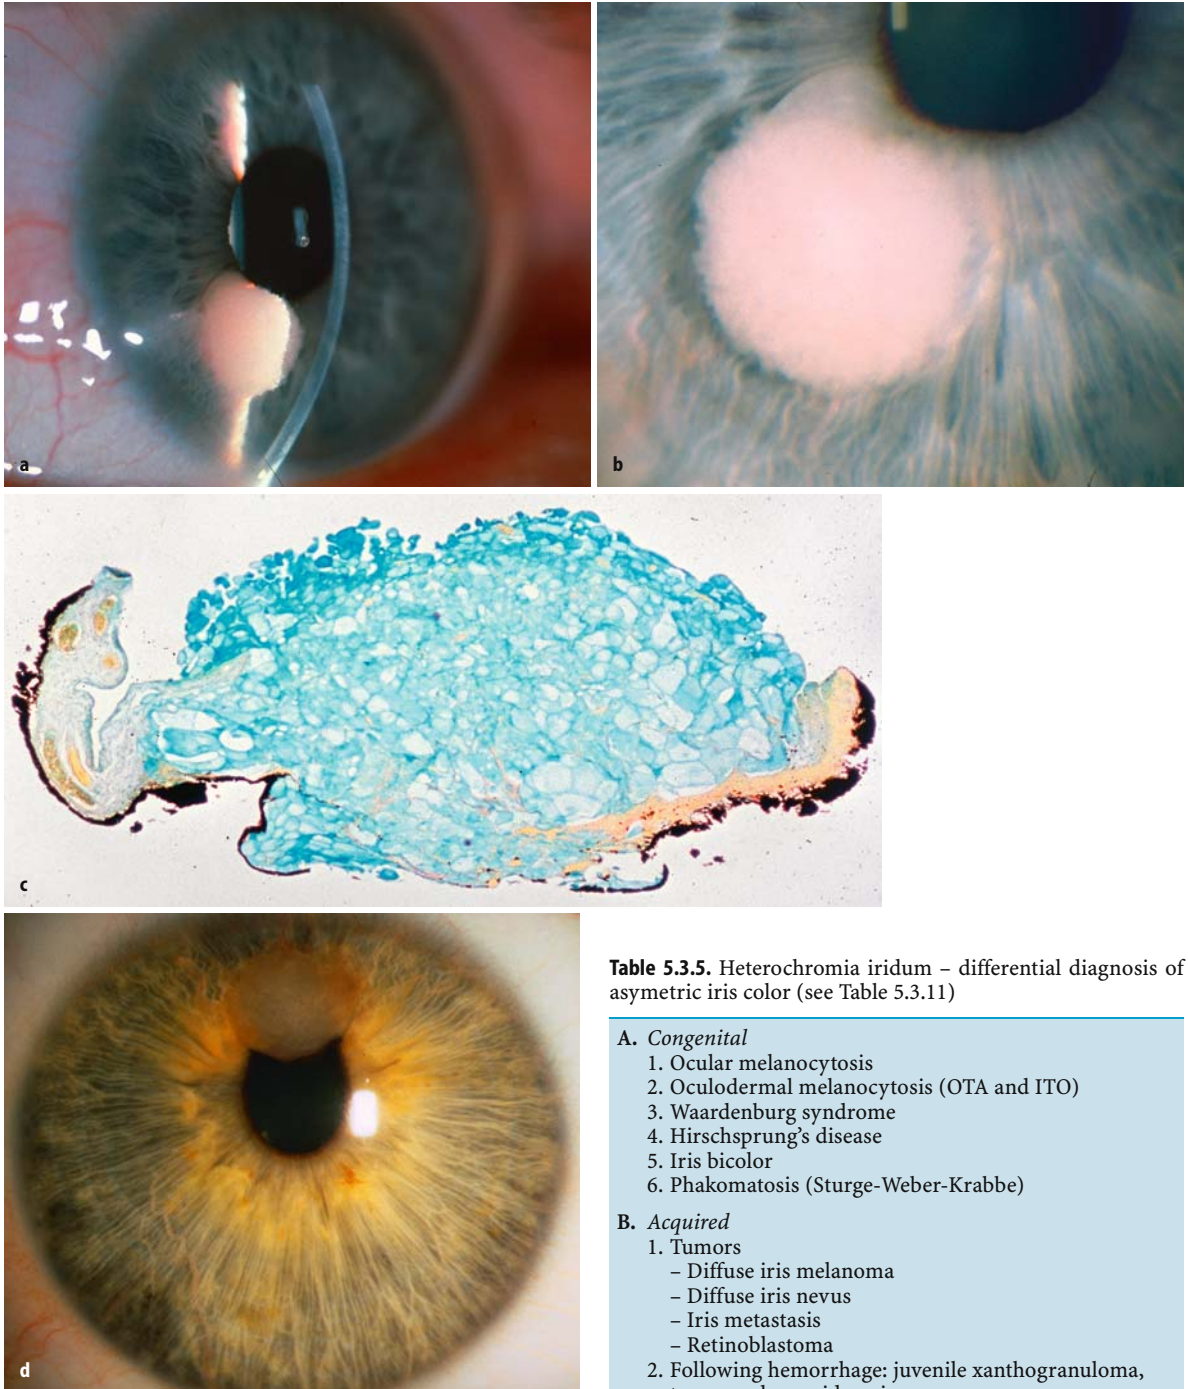 a
b
c
d
Table 5.3.5. Heterochromia iridum – differential diagnosis of
asymetric iris color (see Table 5.3.11)
A. Congenital
1. Ocular melanocytosis
2. Oculodermal melanocytosis (OTA and ITO)
3. Waardenburg syndrome
4. Hirschsprung’s disease
5. Iris bicolor
6. Phakomatosis (Sturge-Weber-Krabbe)
B. Acquired
1. Tumors
– Diffuse iris melanoma
– Diffuse iris nevus
– Iris metastasis
– Retinoblastoma
2. Following hemorrhage: juvenile xanthogranuloma,